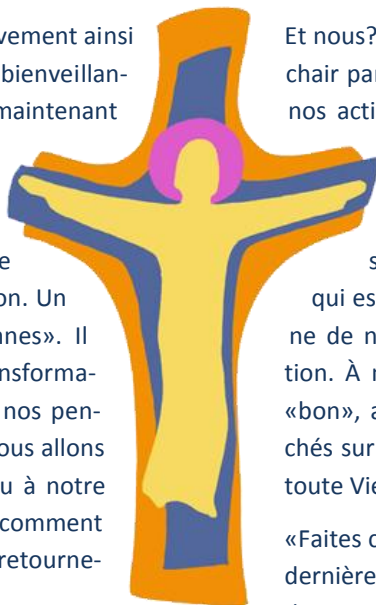 vement ainsi
bienveillan-
maintenant
e
on. Un
nnes». Il
nsforma-
nos pen-
ous allons
u à notre
comment
retourne-
Et nous?
chair par
nos acti
s
qui es
ne de n
tion. À n
«bon», a
chés sur
toute Vie
«Faites c
dernière